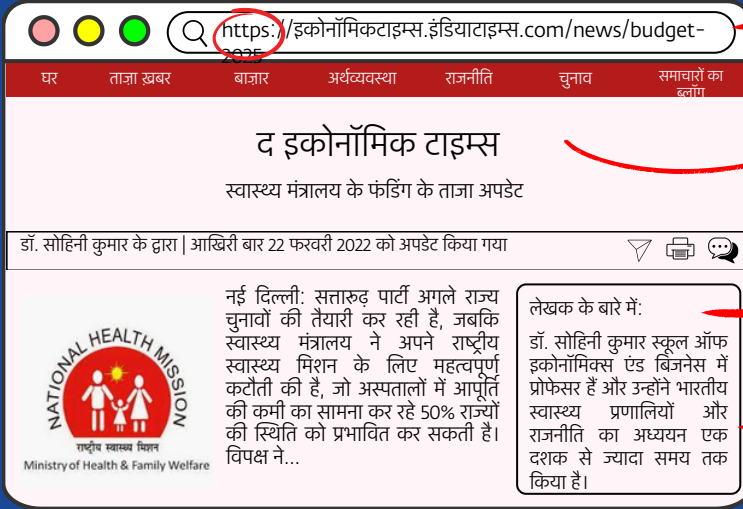 https://इकोनॉमिकटाइम्स.इंडियाटाइम्स.com/news/budget-
2025
घर ताज़ा ख़बर बाज़ार अर्थव्यवस्था राजनीति चुनाव समाचारों का
ब्लॉग
द इकोनॉमिक टाइम्स
स्वास्थ्य मंत्रालय के फंडिंग के ताजा अपडेट
डॉ. सोहिनी कुमार के द्वारा | आखिरी बार 22 फरवरी 2022 को अपडेट किया गया
NATIONAL HEALTH MISSION
राष्ट्रीय स्वास्थ्य मिशन
Ministry of Health & Family Welfare
नई दिल्ली: सत्तारूढ़ पार्टी अगले राज्य
चुनावों की तैयारी कर रही है, जबकि
स्वास्थ्य मंत्रालय ने अपने राष्ट्रीय
स्वास्थ्य मिशन के लिए महत्वपूर्ण
कटौती की है, जो अस्पतालों में आपूर्ति
की कमी का सामना कर रहे 50% राज्यों
की स्थिति को प्रभावित कर सकती है।
विपक्ष ने...
लेखक के बारे में:
डॉ. सोहिनी कुमार स्कूल ऑफ
इकोनॉमिक्स एंड बिजनेस में
प्रोफेसर हैं और उन्होंने भारतीय
स्वास्थ्य प्रणालियों और
राजनीति का अध्ययन एक
दशक से ज्यादा समय तक
किया है।